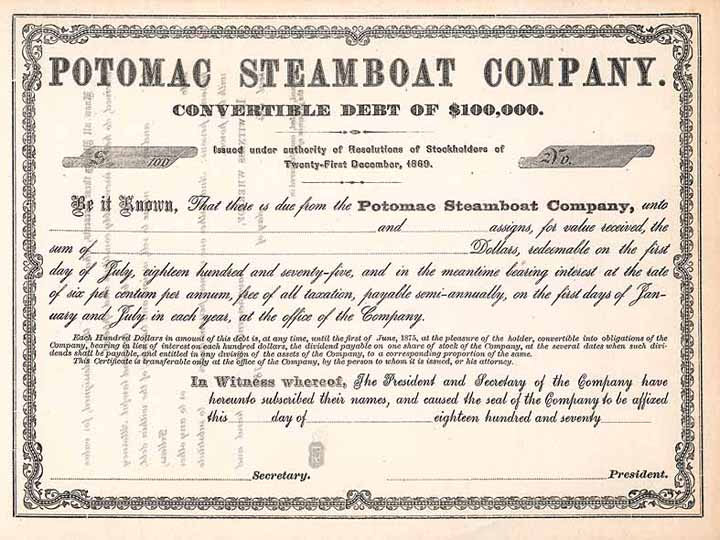 POTOMAC STEAMBOAT COMPANY.
CONVERTIBLE DEBT OF $100,000.
$ 100
Issued under authority of Resolutions of Stockholders of
Twenty-First December, 1869.
No.
Be it Known, That there is due from the Potomac Steamboat Company, unto
and assigns, for value received, the
sum of Dollars, redeemable on the first
day of July, eighteen hundred and seventy-five, and in the meantime bearing interest at the rate
of six per centum per annum, free of all taxation, payable semi-annually, on the first days of Jan-
uary and July in each year, at the office of the Company.
Each Hundred Dollars in amount of this debt is, at any time, until the first of June, 1875, at the pleasure of the holder, convertible into obligations of the
Company, bearing in lieu of interest on each hundred dollars, the dividend payable on one share of stock of the Company, at the several dates when such divi-
dends shall be payable, and entitled in any division of the assets of the Company, to a corresponding proportion of the same.
This Certificate is transferable only at the office of the Company, by the person to whom it is issued, or his attorney.
In Witness whereof, The President and Secretary of the Company have
hereunto subscribed their names, and caused the seal of the Company to be affixed
this day of eighteen hundred and seventy
Secretary. President.